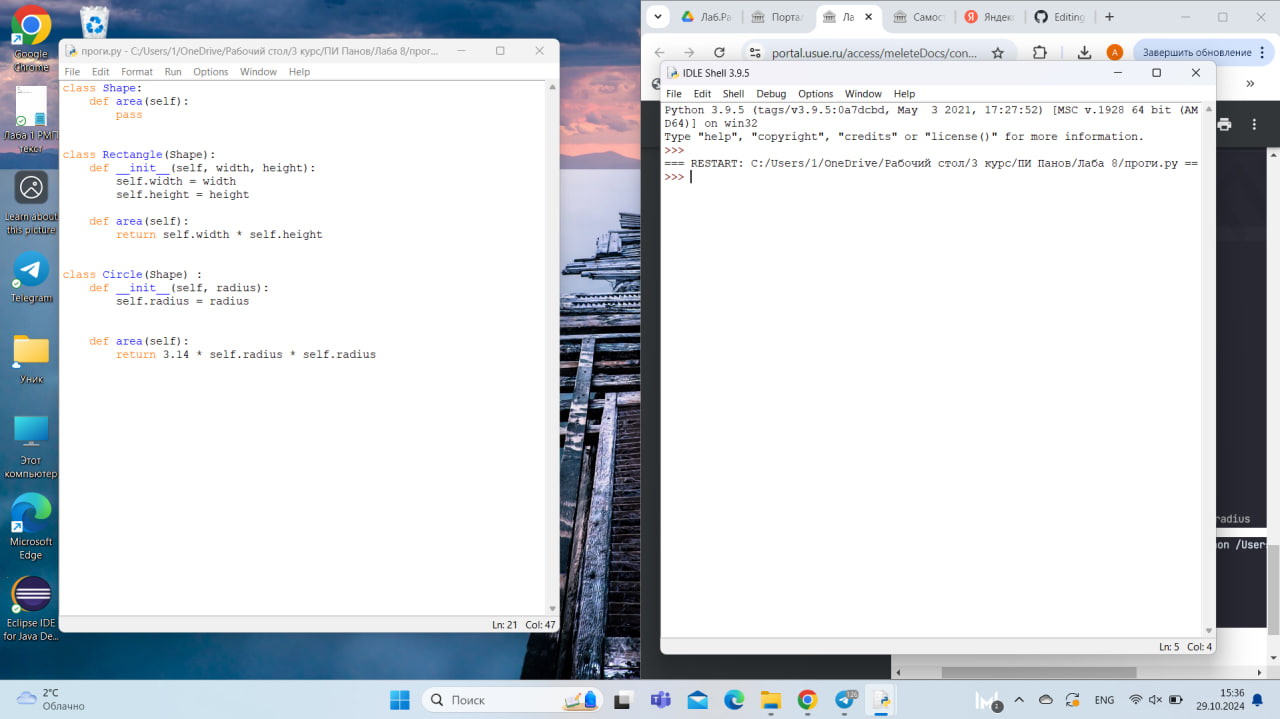 Google
Chrome
Лаба 1 РМП
текст
Learn about
this picture
Telegram
Уник
Этот
компьютер
Microsoft
Edge
Eclipse IDE
for Java De...
проги.py - C:/Users/1/OneDrive/Рабочий стол/3 курс/ПИ Панов/Лаба 8/прог...
File Edit Format Run Options Window Help
class Shape:
    def area(self):
        pass
class Rectangle(Shape):
    def __init__(self, width, height):
        self.width = width
        self.height = height
    def area(self):
        return self.width * self.height
class Circle(Shape) :
    def __init__(self, radius):
        self.radius = radius
    def area(self):
        return 3.14 * self.radius * self.radius
Ln: 21 Col: 47
Лаб.Ра Портал Ла Самост Яндекс Editing
portal.usue.ru/access/meleteDocs/con... A Завершить обновление
IDLE Shell 3.9.5
File Edit Shell Debug Options Window Help
Python 3.9.5 (tags/v3.9.5:0a7dcbd, May  3 2021, 17:27:52) [MSC v.1928 64 bit (AM
D64)] on win32
Type "help", "copyright", "credits" or "license()" for more information.
>>>
=== RESTART: C:/Users/1/OneDrive/Рабочий стол/3 курс/ПИ Панов/Лаба 8/проги.py ==
>>>
radius
on /User
Ln: 5 Col: 4
2°C
Облачно
Поиск
126
1
ENG
15:36
29.10.2024